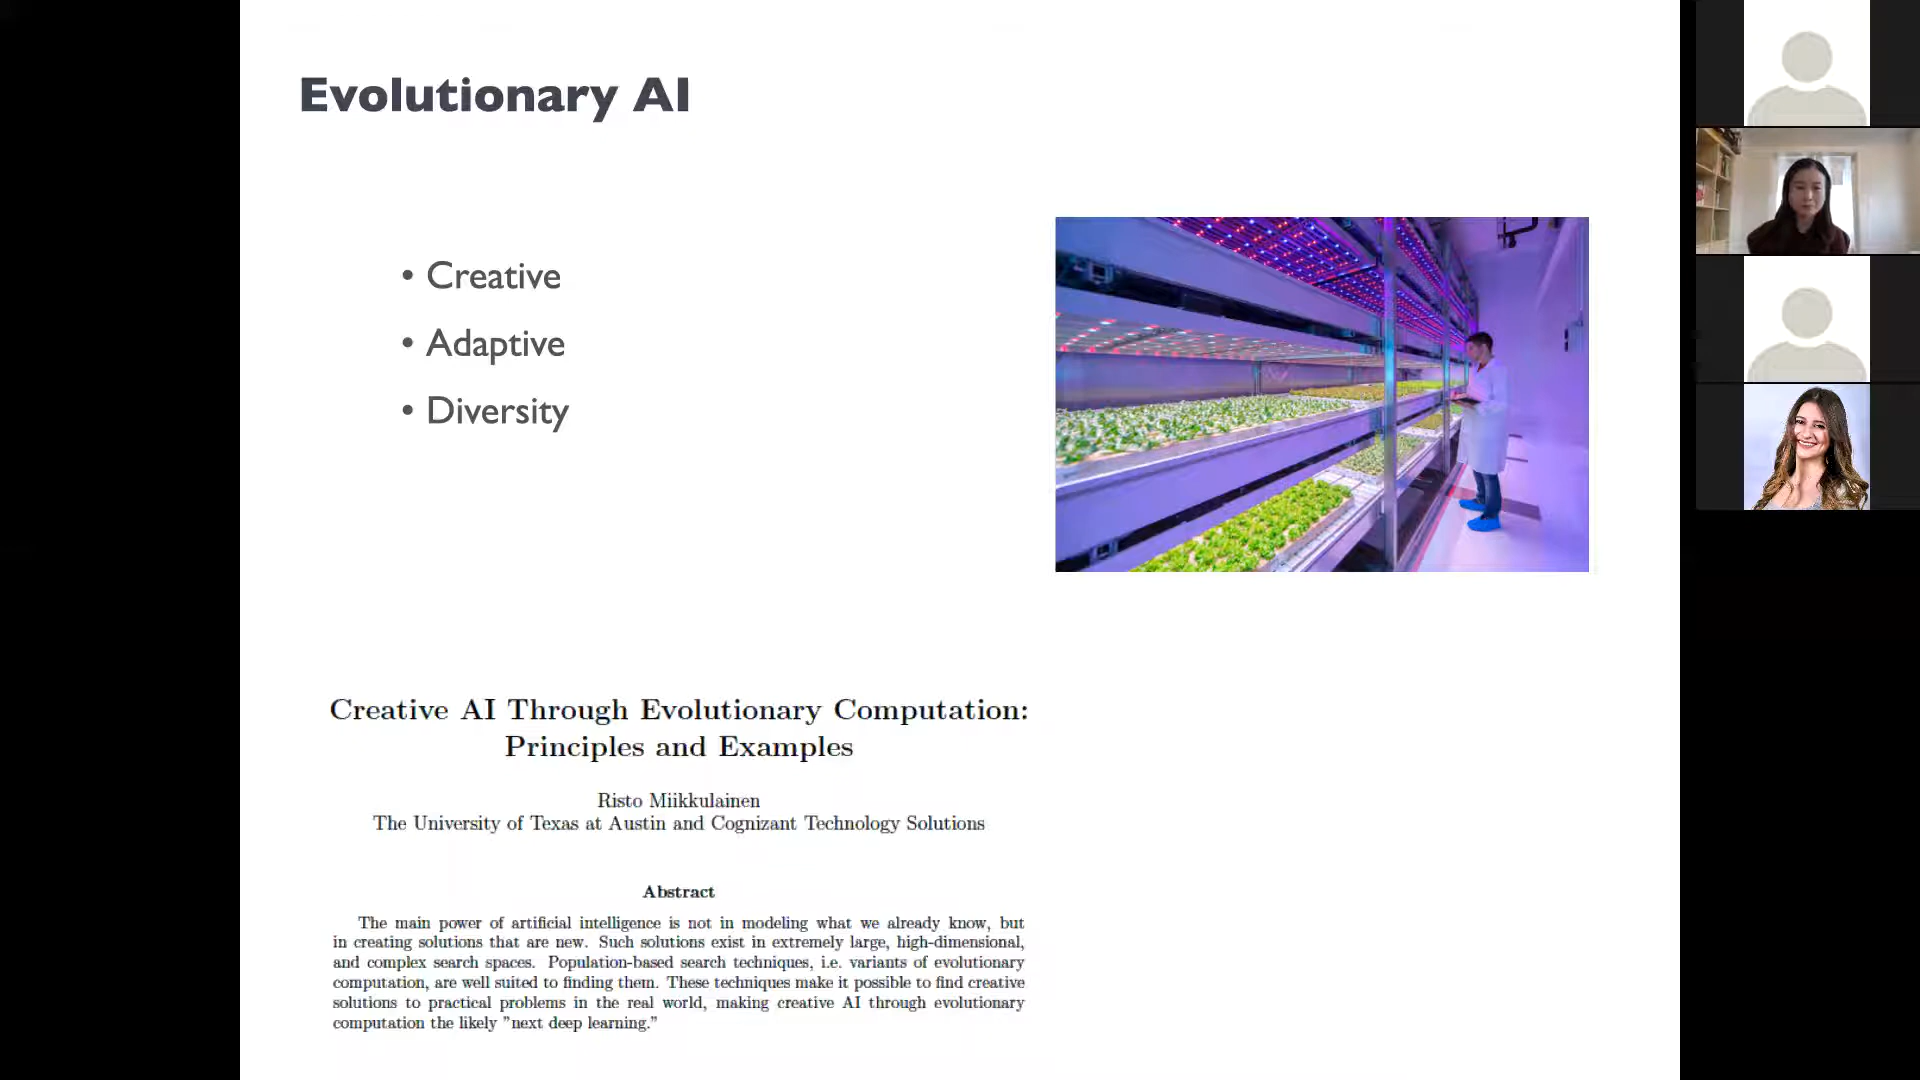 Evolutionary AI
• Creative
• Adaptive
• Diversity
Creative AI Through Evolutionary Computation:
Principles and Examples
Risto Miikkulainen
The University of Texas at Austin and Cognizant Technology Solutions
Abstract
The main power of artificial intelligence is not in modeling what we already know, but
in creating solutions that are new. Such solutions exist in extremely large, high-dimensional,
and complex search spaces. Population-based search techniques, i.e. variants of evolutionary
computation, are well suited to finding them. These techniques make it possible to find creative
solutions to practical problems in the real world, making creative AI through evolutionary
computation the likely "next deep learning."